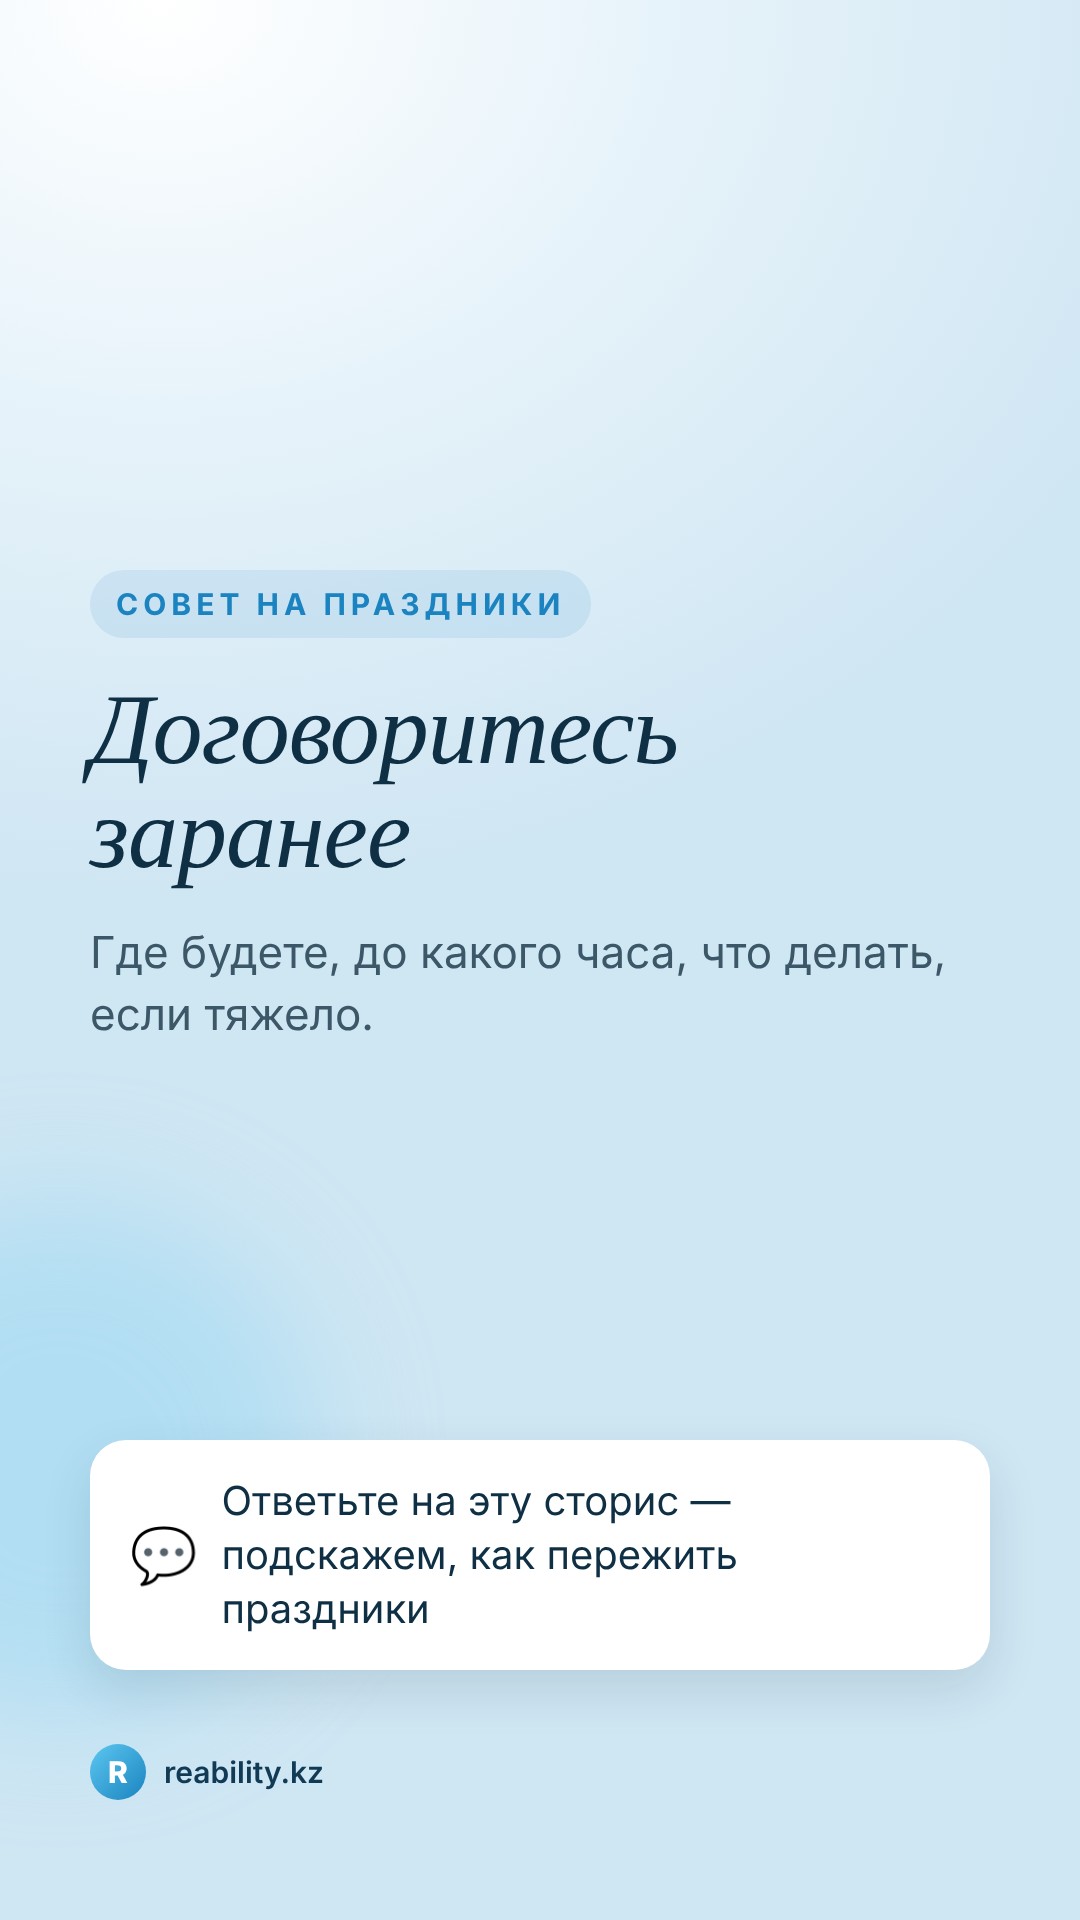 СОВЕТ НА ПРАЗДНИКИ
Договоритесь
заранее
Где будете, до какого часа, что делать,
если тяжело.
Ответьте на эту сторис —
подскажем, как пережить
праздники
R reability.kz